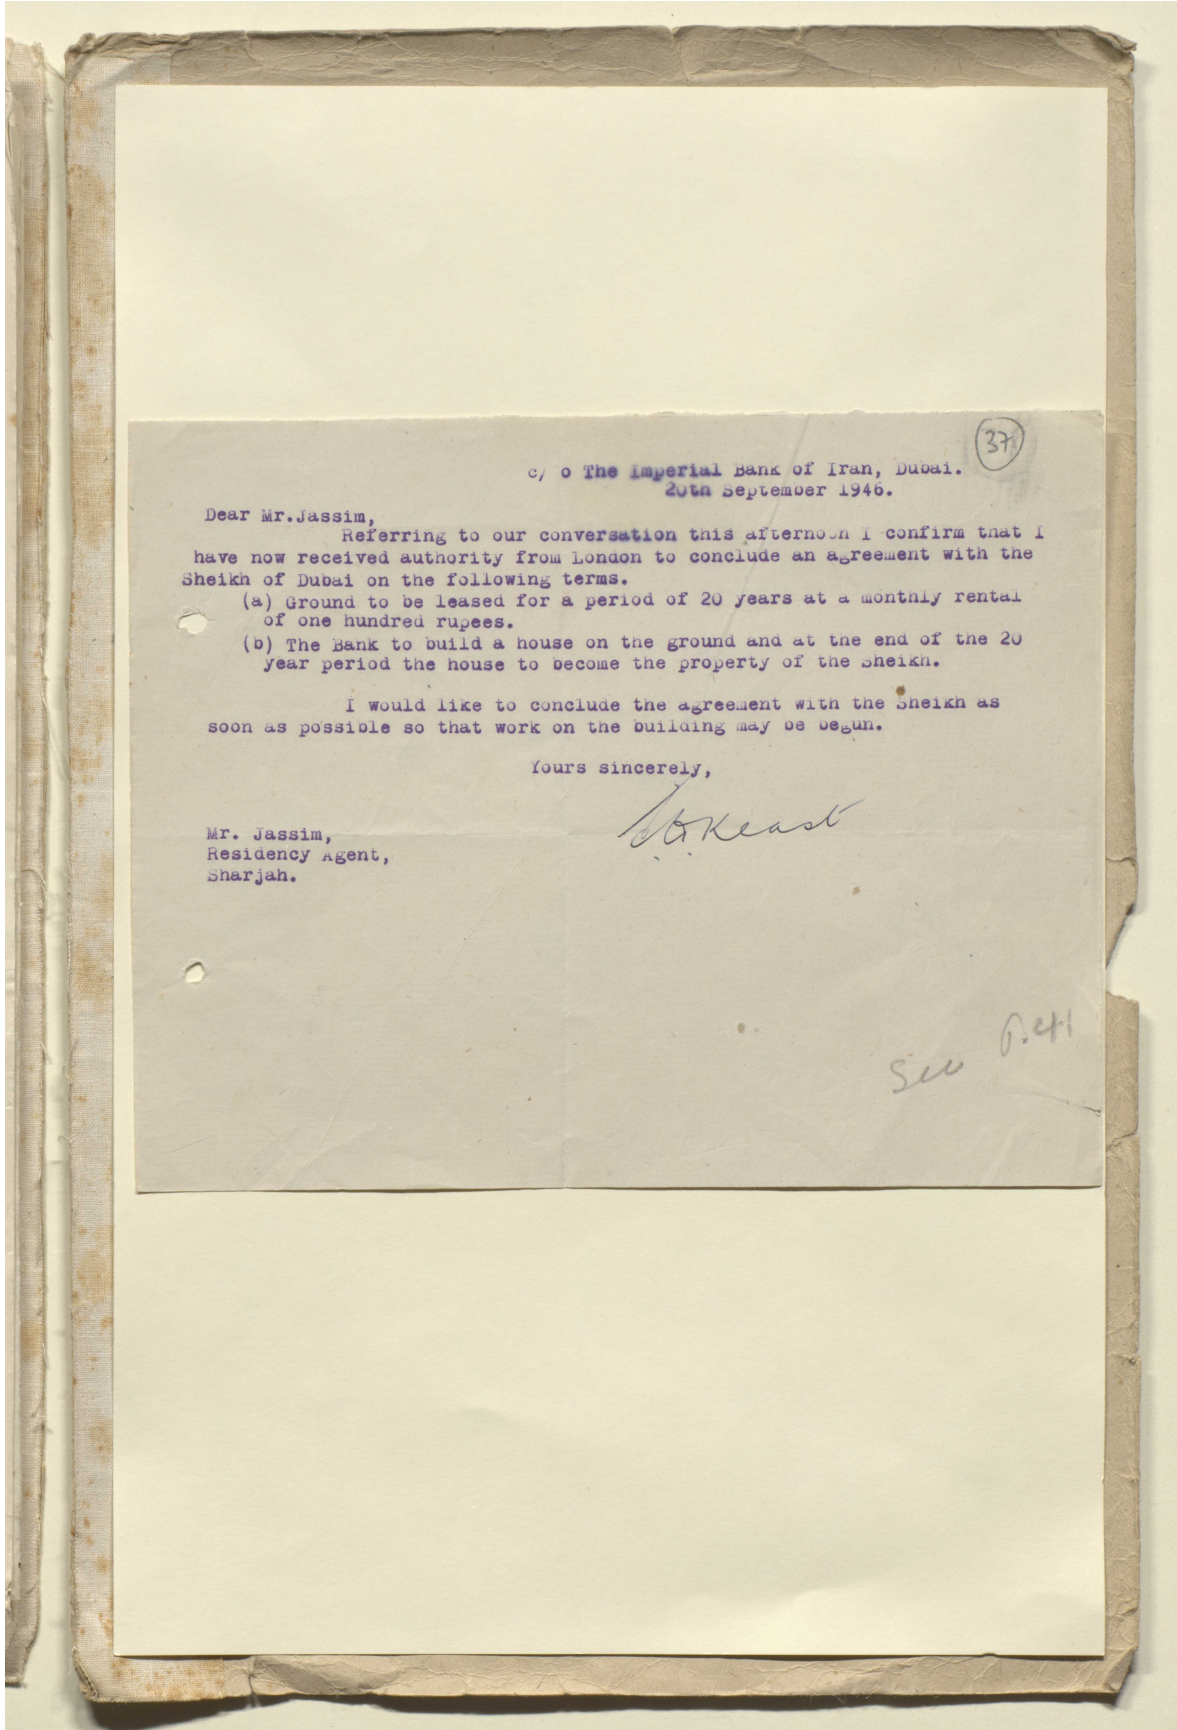 37
c/o The Imperial Bank of Iran, Dubai.
20th September 1946.
Dear Mr.Jassim,
Referring to our conversation this afternoon I confirm that I
have now received authority from London to conclude an agreement with the
Sheikh of Dubai on the following terms.
(a) Ground to be leased for a period of 20 years at a monthly rental
of one hundred rupees.
(b) The Bank to build a house on the ground and at the end of the 20
year period the house to become the property of the Sheikh.
I would like to conclude the agreement with the Sheikh as
soon as possible so that work on the building may be begun.
Yours sincerely,
Keast
Mr. Jassim,
Residency Agent,
Sharjah.
See P.41